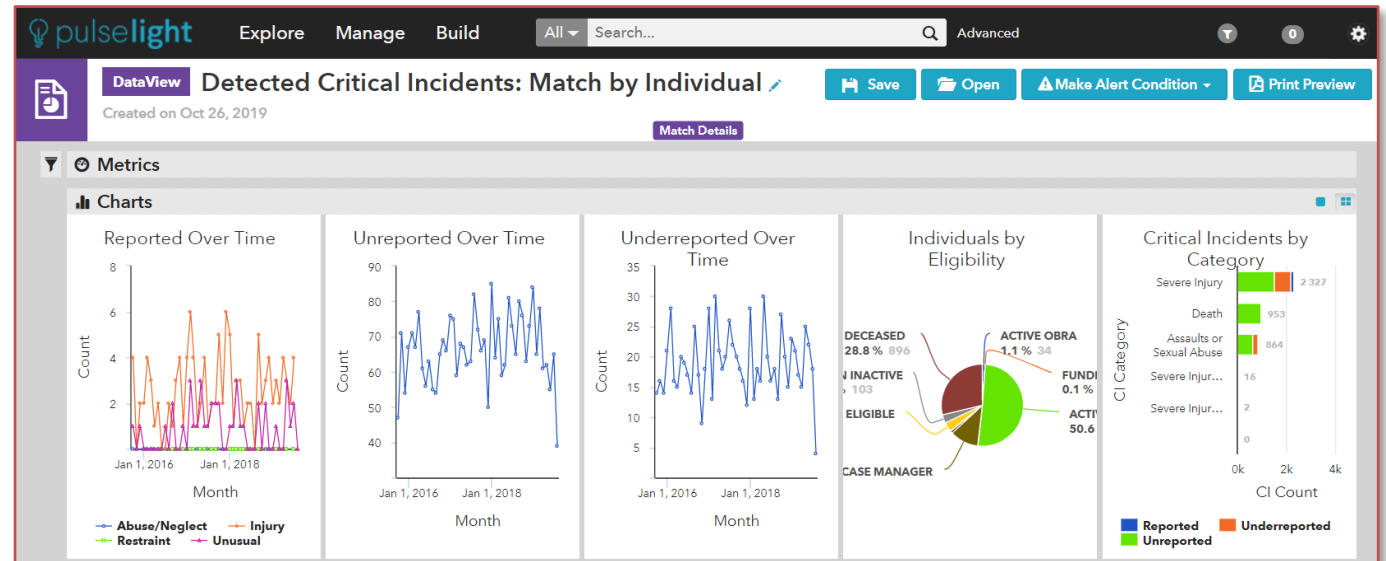 pulselight Explore Manage Build All Search... Advanced 0
DataView Detected Critical Incidents: Match by Individual Save Open Make Alert Condition Print Preview
Created on Oct 26, 2019
Match Details
Metrics
Charts
Reported Over Time
8
6
4
2
Count
Jan 1, 2016 Jan 1, 2018
Month
Abuse/Neglect Injury
Restraint Unusual
Unreported Over Time
90
80
70
60
50
40
Count
Jan 1, 2016 Jan 1, 2018
Month
Underreported Over
Time
35
30
25
20
15
10
5
Count
Jan 1, 2016 Jan 1, 2018
Month
Individuals by
Eligibility
DECEASED
28.8 % 896
N INACTIVE
% 103
ELIGIBLE
CASE MANAGER
ACTIVE OBRA
1.1 % 34
FUNDI
0.1 %
ACTIV
50.6
Critical Incidents by
Category
CI Category
Severe Injury 2 327
Death 953
Assaults or
Sexual Abuse 864
Severe Injur... 16
Severe Injur... 2
0
0k 2k 4k
CI Count
Reported Underreported
Unreported